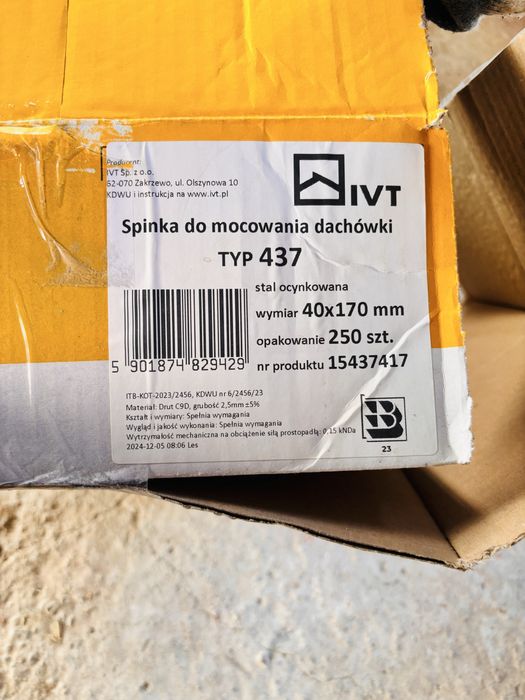 Producent:
IVT Sp. z o.o.
62-070 Zakrzewo, ul. Olszynowa 10
KDWU i instrukcja na www.ivt.pl
IVT
Spinka do mocowania dachówki
TYP 437
stal ocynkowana
wymiar 40x170 mm
opakowanie 250 szt.
nr produktu 15437417
5 901874 829429
ITB-KOT-2023/2456, KDWU nr 6/2456/23
Materiał: Drut C9D, grubość 2,5mm ±5%
Kształt i wymiary: Spełnia wymagania
Wygląd i jakość wykonania: Spełnia wymagania
Wytrzymałość mechaniczna na obciążenie siłą prostopadłą: 0,15 kNDa
2024-12-05 08:06 Les
B
23